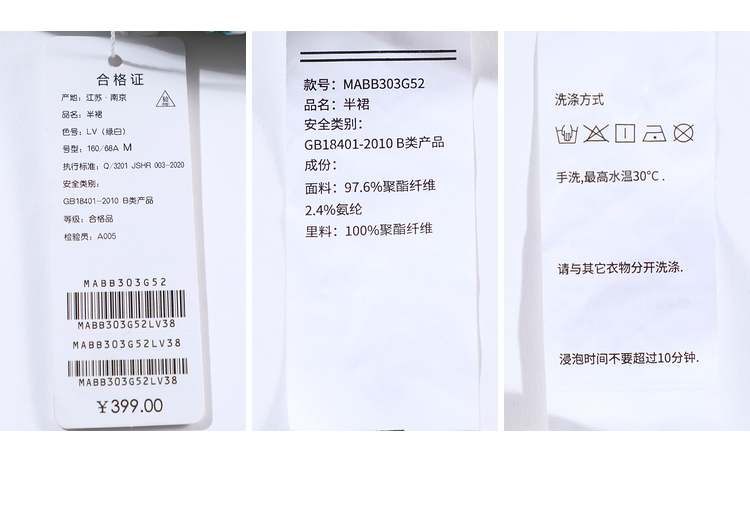 合格证
产地: 江苏·南京
品名: 半裙
色号: LV (绿白)
号型: 160/68A M
执行标准: Q/3201 JSHR 003-2020
安全类别:
GB18401-2010 B类产品
等级: 合格品
检验员: A005
MABB303G52
MABB303G52LV38
MABB303G52LV38
MABB303G52LV38
¥399.00
款号: MABB303G52
品名: 半裙
安全类别:
GB18401-2010 B类产品
成份:
面料: 97.6%聚酯纤维
2.4%氨纶
里料: 100%聚酯纤维
洗涤方式
手洗,最高水温30°C .
请与其它衣物分开洗涤.
浸泡时间不要超过10分钟.